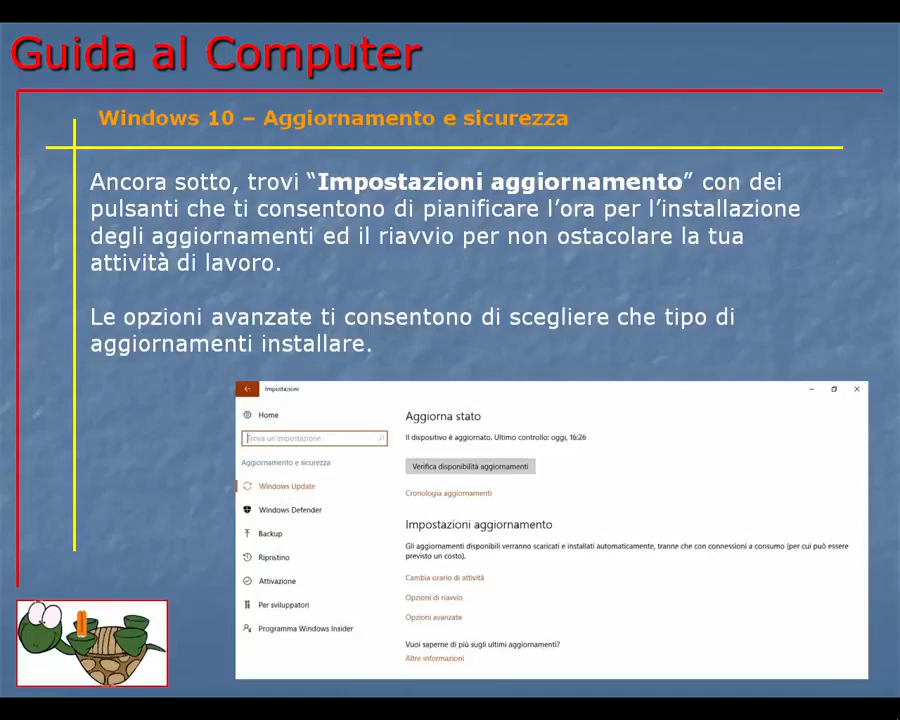 Guida al Computer
Windows 10 – Aggiornamento e sicurezza
Ancora sotto, trovi “Impostazioni aggiornamento” con dei
pulsanti che ti consentono di pianificare l’ora per l’installazione
degli aggiornamenti ed il riavvio per non ostacolare la tua
attività di lavoro.
Le opzioni avanzate ti consentono di scegliere che tipo di
aggiornamenti installare.
Impostazioni
Home
Trova un'impostazione
Aggiornamento e sicurezza
Windows Update
Windows Defender
Backup
Ripristino
Attivazione
Per sviluppatori
Programma Windows Insider
Aggiorna stato
Il dispositivo è aggiornato. Ultimo controllo: oggi, 16:26
Verifica disponibilità aggiornamenti
Cronologia aggiornamenti
Impostazioni aggiornamento
Gli aggiornamenti disponibili verranno scaricati e installati automaticamente, tranne che con connessioni a consumo (per cui può essere
previsto un costo).
Cambia orario di attività
Opzioni di riavvio
Opzioni avanzate
Vuoi saperne di più sugli ultimi aggiornamenti?
Altre informazioni